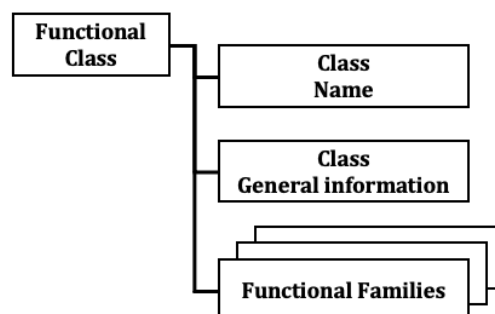 Functional
Class
Class
Name
Class
General information
Functional Families